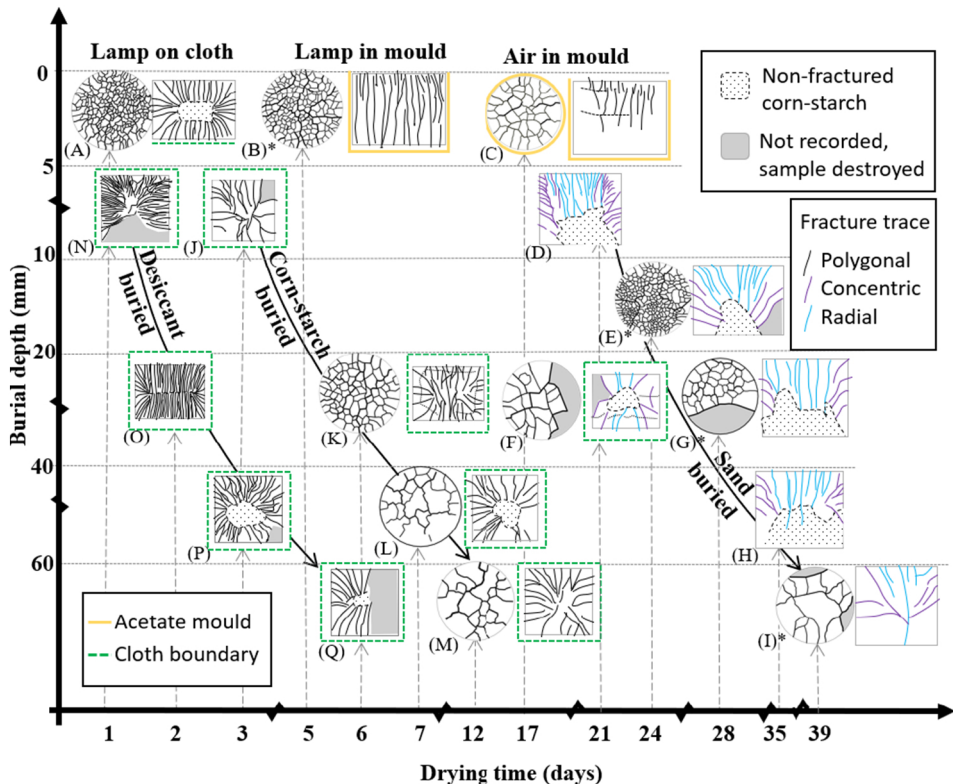 Lamp on cloth
Lamp in mould
Air in mould
Non-fractured
corn-starch
Not recorded,
sample destroyed
Fracture trace
Polygonal
Concentric
Radial
Burial depth (mm)
0
5
10
20
40
60
(A)
(B)*
(C)
(N)
(J)
(D)
Desiccant
buried
Corn-starch
buried
(E)*
(O)
(K)
(F)
(G)*
Sand
buried
(P)
(L)
(H)
(Q)
(M)
(I)*
Acetate mould
Cloth boundary
1 2 3 5 6 7 12 17 21 24 28 35 39
Drying time (days)